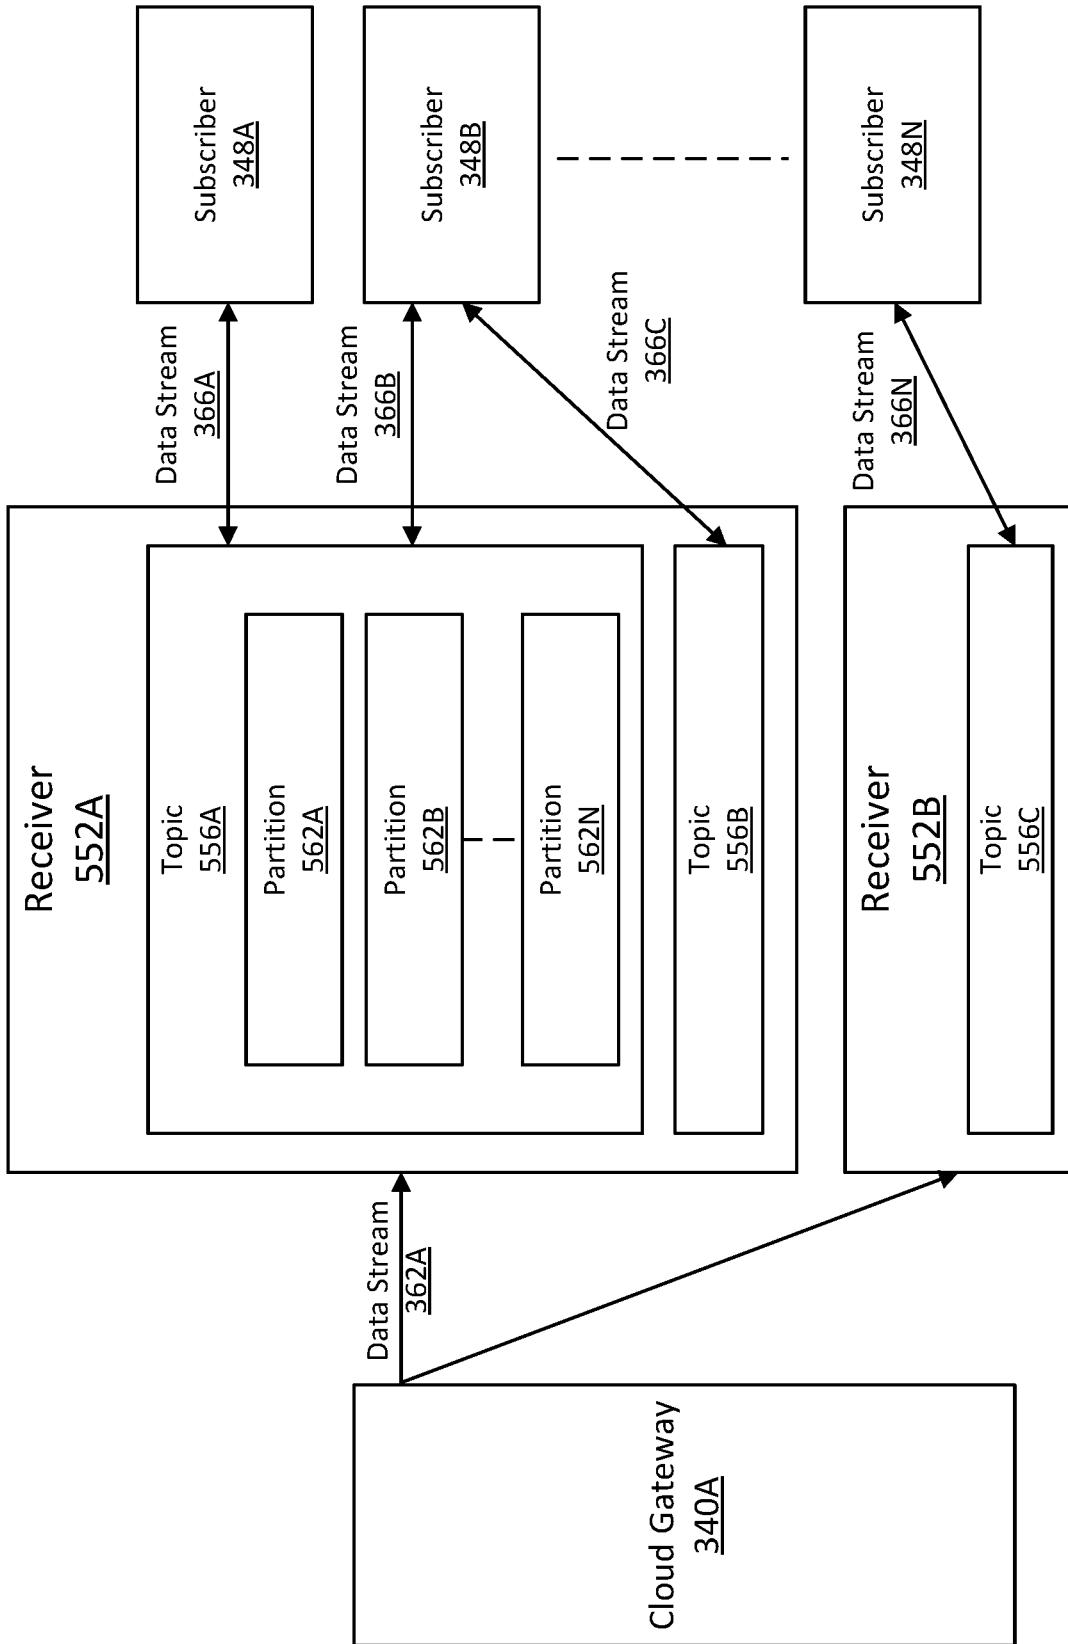 Cloud Gateway
340A
Data Stream
362A
Receiver
552A
Topic
556A
Partition
562A
Partition
562B
Partition
562N
Topic
556B
Receiver
552B
Topic
556C
Data Stream
366A
Data Stream
366B
Data Stream
366C
Data Stream
366N
Subscriber
348A
Subscriber
348B
Subscriber
348N